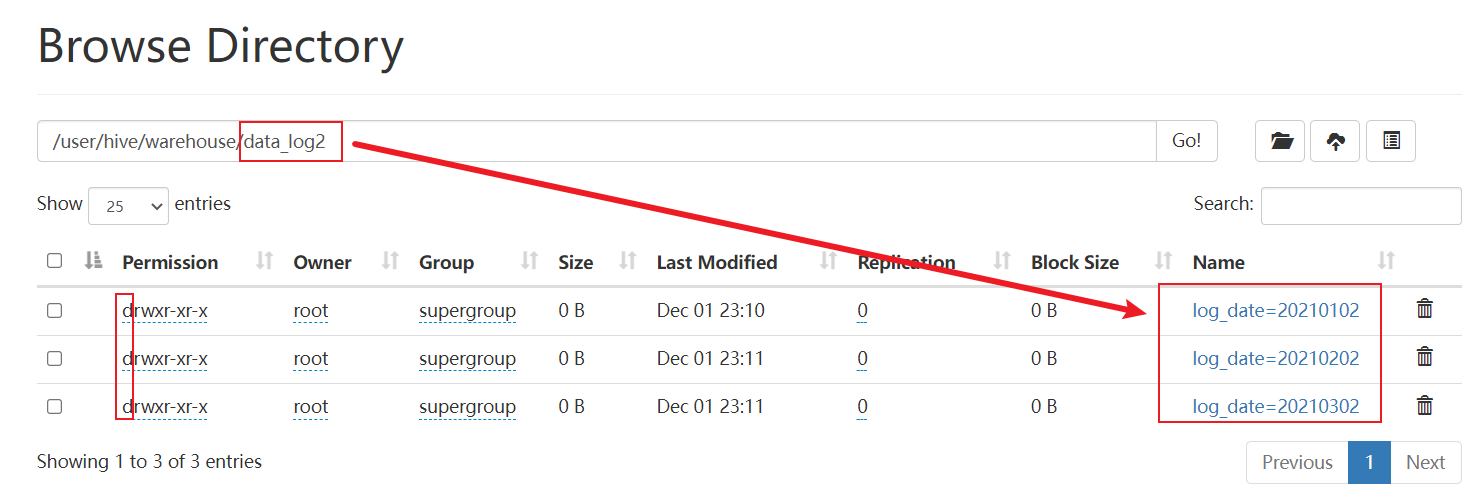 Browse Directory
/user/hive/warehouse/data_log2 Go!
Show 25 entries Search:
Permission Owner Group Size Last Modified Replication Block Size Name
drwxr-xr-x root supergroup 0 B Dec 01 23:10 0 0 B log_date=20210102
drwxr-xr-x root supergroup 0 B Dec 01 23:11 0 0 B log_date=20210202
drwxr-xr-x root supergroup 0 B Dec 01 23:11 0 0 B log_date=20210302
Showing 1 to 3 of 3 entries Previous 1 Next